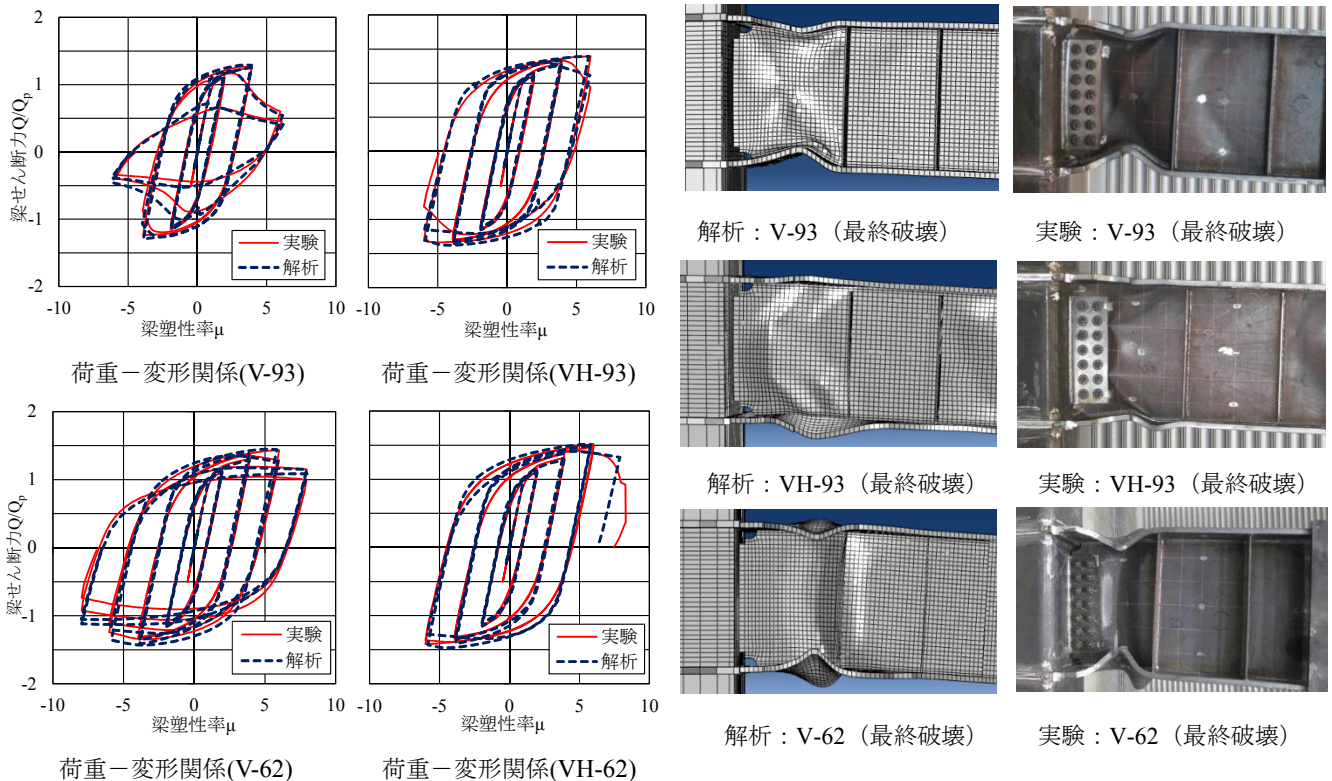 2
1
0
-1
-2
-10
-5
0
5
10
梁せん断力Q/Qp
梁塑性率μ
実験
解析
荷重－変形関係(V-93)
-10
-5
0
5
10
梁塑性率μ
実験
解析
荷重－変形関係(VH-93)
2
1
0
-1
-2
-10
-5
0
5
10
梁せん断力Q/Qp
梁塑性率μ
実験
解析
荷重－変形関係(V-62)
-10
-5
0
5
10
梁塑性率μ
実験
解析
荷重－変形関係(VH-62)
解析：V-93（最終破壊）
実験：V-93（最終破壊）
解析：VH-93（最終破壊）
実験：VH-93（最終破壊）
解析：V-62（最終破壊）
実験：V-62（最終破壊）